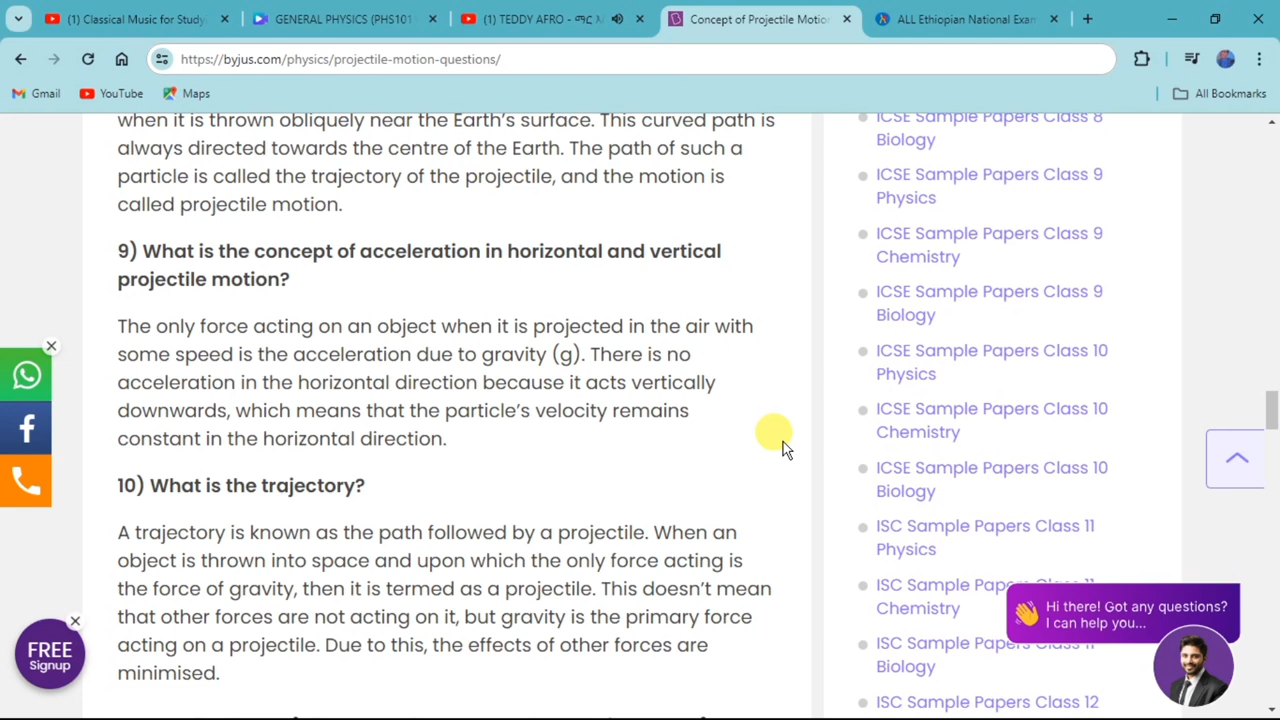 (1) Classical Music for Study
GENERAL PHYSICS (PHS101
(1) TEDDY AFRO - ማር እ
Concept of Projectile Motio
ALL Ethiopian National Exam
https://byjus.com/physics/projectile-motion-questions/
Gmail
YouTube
Maps
All Bookmarks
when it is thrown obliquely near the Earth's surface. This curved path is
always directed towards the centre of the Earth. The path of such a
particle is called the trajectory of the projectile, and the motion is
called projectile motion.
9) What is the concept of acceleration in horizontal and vertical
projectile motion?
The only force acting on an object when it is projected in the air with
some speed is the acceleration due to gravity (g). There is no
acceleration in the horizontal direction because it acts vertically
downwards, which means that the particle's velocity remains
constant in the horizontal direction.
10) What is the trajectory?
A trajectory is known as the path followed by a projectile. When an
object is thrown into space and upon which the only force acting is
the force of gravity, then it is termed as a projectile. This doesn't mean
that other forces are not acting on it, but gravity is the primary force
acting on a projectile. Due to this, the effects of other forces are
minimised.
ICSE Sample Papers Class 8
Biology
ICSE Sample Papers Class 9
Physics
ICSE Sample Papers Class 9
Chemistry
ICSE Sample Papers Class 9
Biology
ICSE Sample Papers Class 10
Physics
ICSE Sample Papers Class 10
Chemistry
ICSE Sample Papers Class 10
Biology
ISC Sample Papers Class 11
Physics
ISC Sample Papers Class 11
Chemistry
ISC Sample Papers Class 11
Biology
ISC Sample Papers Class 12
FREE
Signup
Hi there! Got any questions?
I can help you...